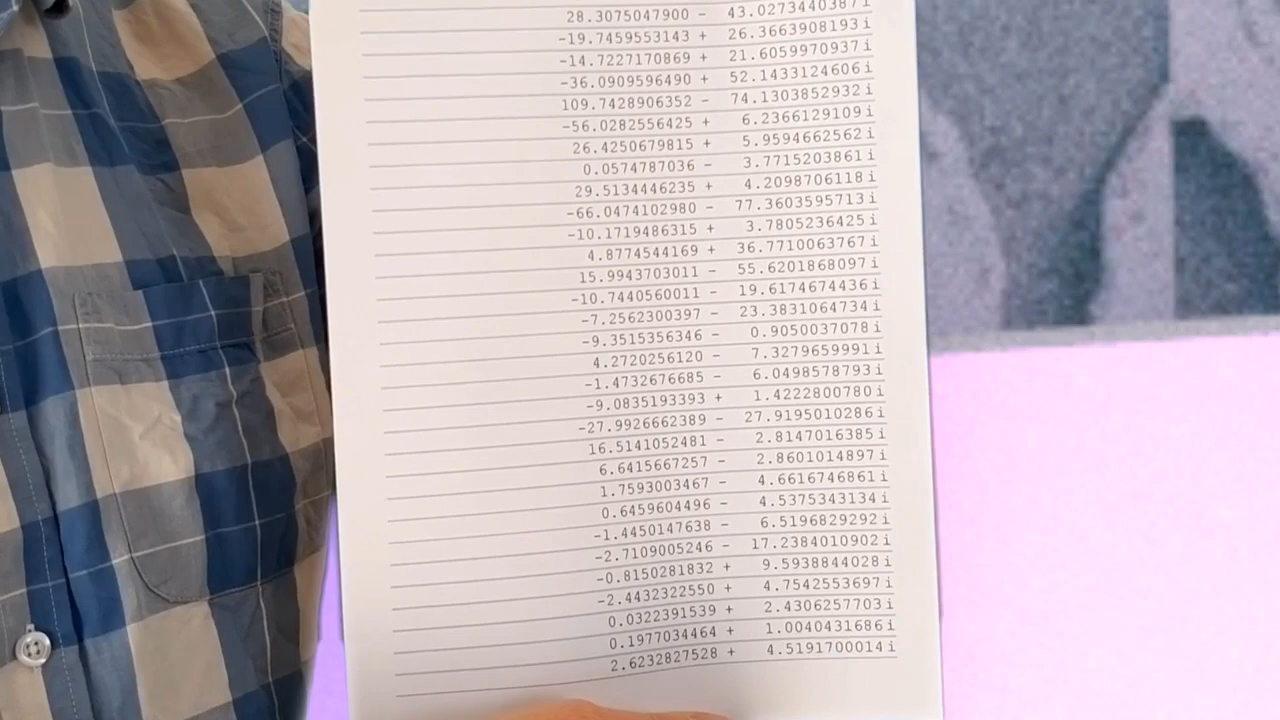 28.3075047900 - 43.0273440387i
-19.7459553143 + 26.3663908193i
-14.7227170869 + 21.6059970937i
-36.0909596490 + 52.1433124606i
109.7428906352 - 74.1303852932i
-56.0282556425 + 6.2366129109i
26.4250679815 + 5.9594662562i
0.0574787036 - 3.7715203861i
29.5134446235 + 4.2098706118i
-66.0474102980 - 77.3603595713i
-10.1719486315 + 3.7805236425i
4.8774544169 + 36.7710063767i
15.9943703011 - 55.6201868097i
-10.7440560011 - 19.6174674436i
-7.2562300397 - 23.3831064734i
-9.3515356346 - 0.9050037078i
4.2720256120 - 7.3279659991i
-1.4732676685 - 6.0498578793i
-9.0835193393 + 1.4222800780i
-27.9926662389 - 27.9195010286i
16.5141052481 - 2.8147016385i
6.6415667257 - 2.8601014897i
1.7593003467 - 4.6616746861i
0.6459604496 - 4.5375343134i
-1.4450147638 - 6.5196829292i
-2.7109005246 - 17.2384010902i
-0.8150281832 + 9.5938844028i
-2.4432322550 + 4.7542553697i
0.0322391539 + 2.4306257703i
0.1977034464 + 1.0040431686i
2.6232827528 + 4.5191700014i